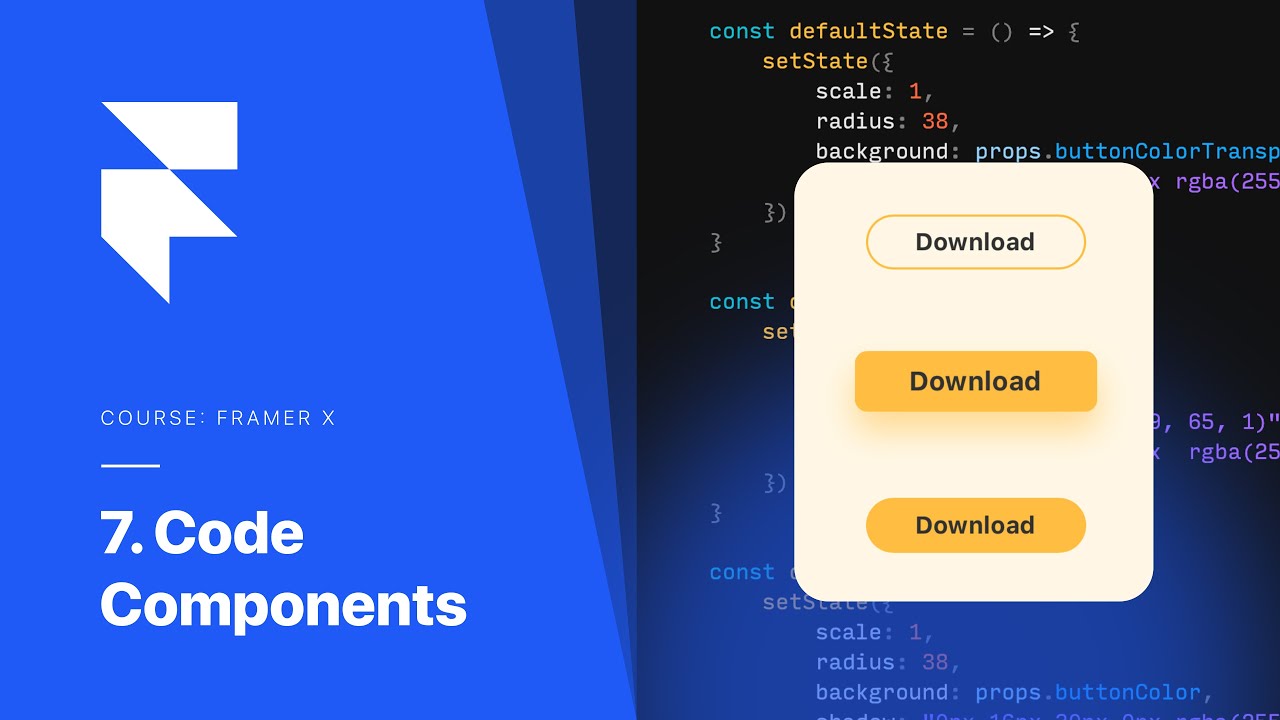 COURSE: FRAMER X
7. Code
Components
const defaultState = () => {
setState({
scale: 1,
radius: 38,
background: props.buttonColorTransp
x rgba(255
})
}
const
set
9, 65, 1)"
x rgba(25
})
}
const
setState({
scale: 1,
radius: 38,
background: props.buttonColor,
Download
Download
Download